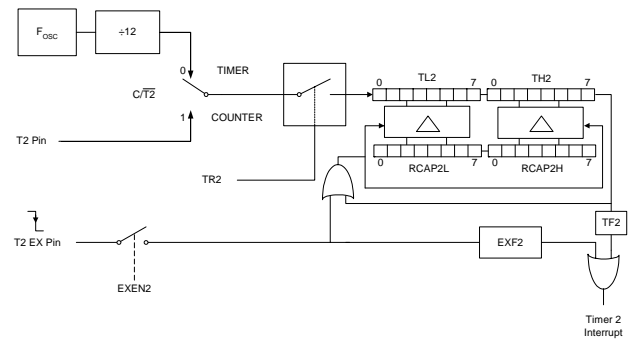 FOSC
÷12
0
TIMER
C/T2
1
COUNTER
T2 Pin
TR2
0 TL2 7
0 TH2 7
0 RCAP2L 7
0 RCAP2H 7
TF2
T2 EX Pin
EXEN2
EXF2
Timer 2
Interrupt